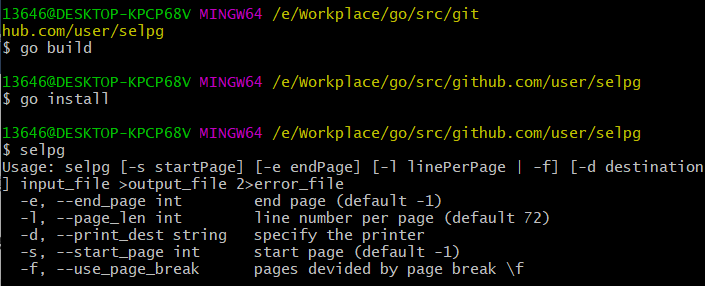 13646@DESKTOP-KPCP68V MINGW64 /e/Workplace/go/src/git
hub.com/user/selpg
$ go build
13646@DESKTOP-KPCP68V MINGW64 /e/Workplace/go/src/github.com/user/selpg
$ go install
13646@DESKTOP-KPCP68V MINGW64 /e/Workplace/go/src/github.com/user/selpg
$ selpg
Usage: selpg [-s startPage] [-e endPage] [-l linePerPage | -f] [-d destination
] input_file >output_file 2>error_file
-e, --end_page int end page (default -1)
-l, --page_len int line number per page (default 72)
-d, --print_dest string specify the printer
-s, --start_page int start page (default -1)
-f, --use_page_break pages devided by page break \f